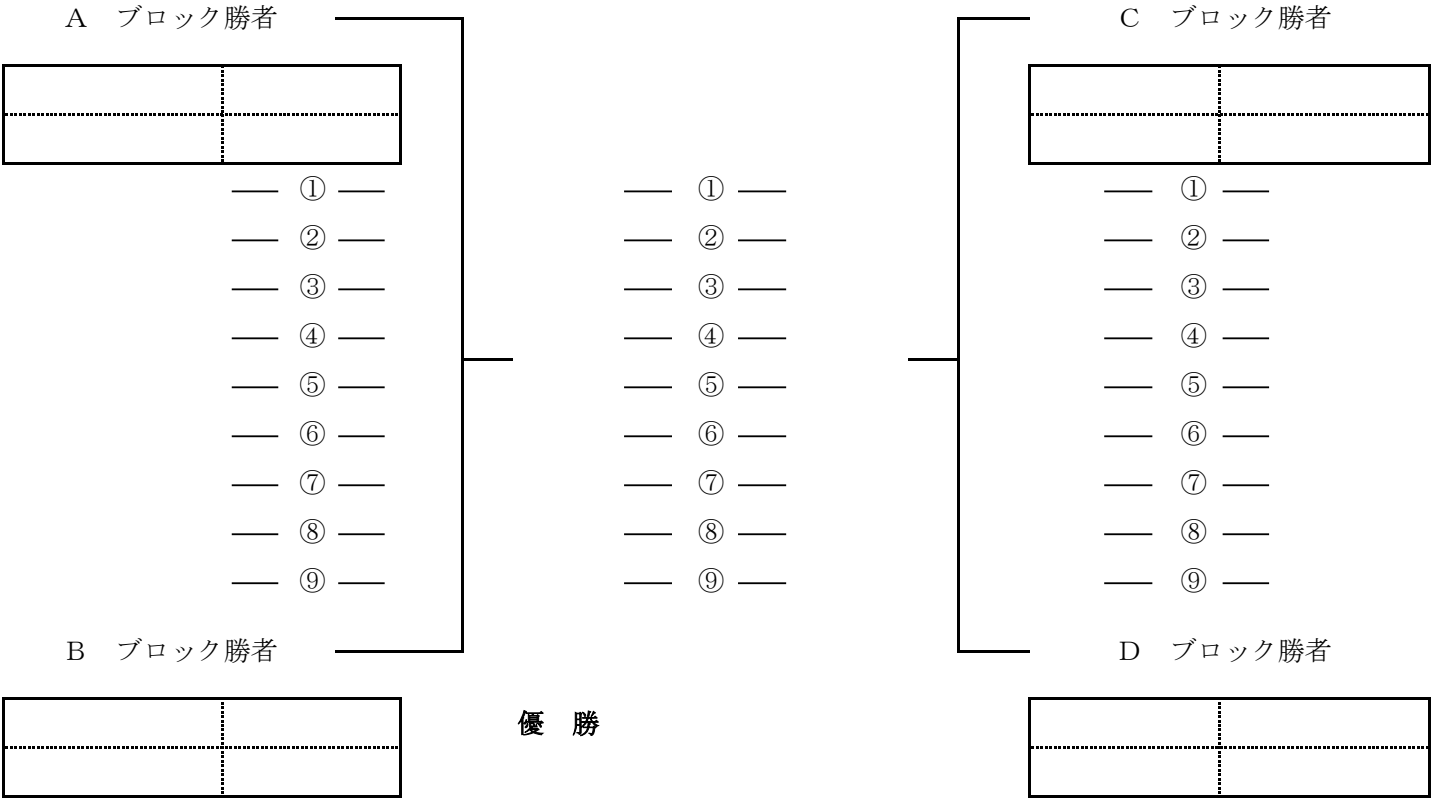 A　ブロック勝者　C　ブロック勝者
①　①　①
②　②　②
③　③　③
④　④　④
⑤　⑤　⑤
⑥　⑥　⑥
⑦　⑦　⑦
⑧　⑧　⑧
⑨　⑨　⑨
B　ブロック勝者　D　ブロック勝者
優　勝